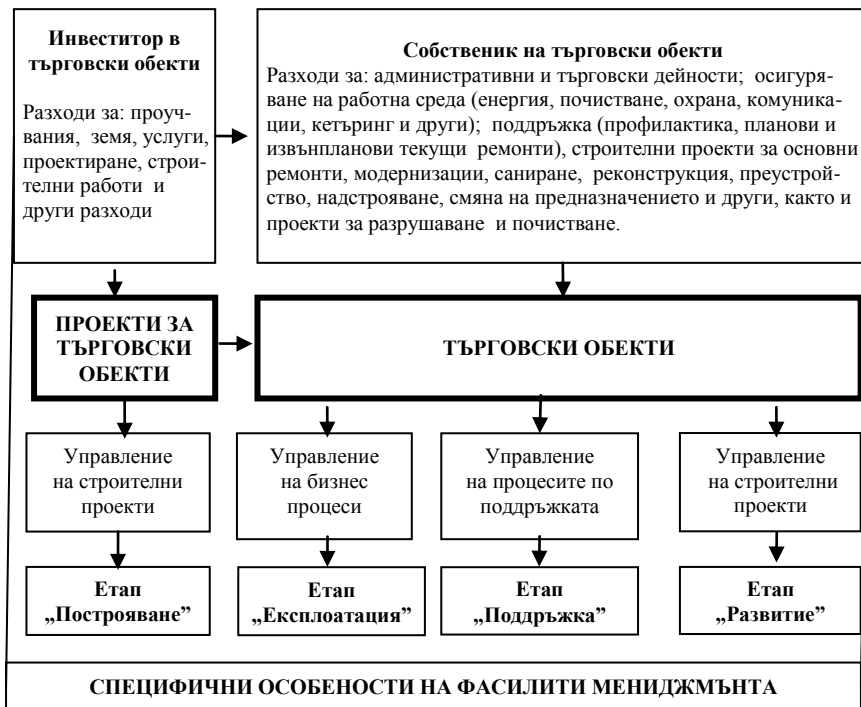 Инвеститор в
търговски обекти
Разходи за: проуч-
вания, земя, услуги,
проектиране, строи-
телни работи и
други разходи
Собственик на търговски обекти
Разходи за: административни и търговски дейности; осигуря-
ване на работна среда (енергия, почистване, охрана, комуника-
ции, кетъринг и други); поддръжка (профилактика, планови и
извънпланови текущи ремонти), строителни проекти за основни
ремонти, модернизации, саниране, реконструкция, преустрой-
ство, надстрояване, смяна на предназначението и други, както и
проекти за разрушаване и почистване.
ПРОЕКТИ ЗА
ТЪРГОВСКИ
ОБЕКТИ
ТЪРГОВСКИ ОБЕКТИ
Управление
на строителни
проекти
Управление
на бизнес
процеси
Управление
на процесите по
поддръжката
Управление
на строителни
проекти
Етап
„Построяване”
Етап
„Експлоатация”
Етап
„Поддръжка”
Етап
„Развитие”
СПЕЦИФИЧНИ ОСОБЕНОСТИ НА ФАСИЛИТИ МЕНИДЖМЪНТА